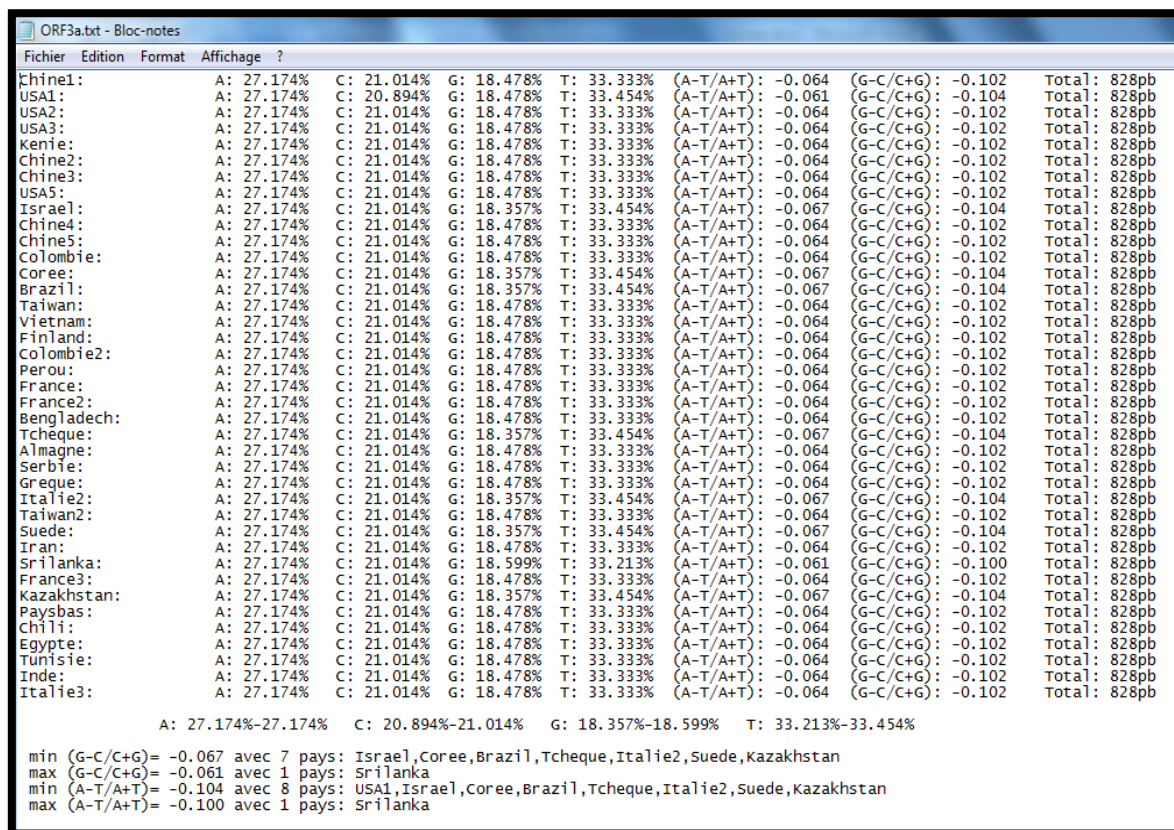 ORF3a.txt - Bloc-notes
Fichier Edition Format Affichage ?
Chine1: A: 27.174% C: 21.014% G: 18.478% T: 33.333% (A-T/A+T): -0.064 (G-C/C+G): -0.102 Total: 828pb
USA1: A: 27.174% C: 20.894% G: 18.478% T: 33.454% (A-T/A+T): -0.061 (G-C/C+G): -0.104 Total: 828pb
USA2: A: 27.174% C: 21.014% G: 18.478% T: 33.333% (A-T/A+T): -0.064 (G-C/C+G): -0.102 Total: 828pb
USA3: A: 27.174% C: 21.014% G: 18.478% T: 33.333% (A-T/A+T): -0.064 (G-C/C+G): -0.102 Total: 828pb
Kenie: A: 27.174% C: 21.014% G: 18.478% T: 33.333% (A-T/A+T): -0.064 (G-C/C+G): -0.102 Total: 828pb
Chine2: A: 27.174% C: 21.014% G: 18.478% T: 33.333% (A-T/A+T): -0.064 (G-C/C+G): -0.102 Total: 828pb
Chine3: A: 27.174% C: 21.014% G: 18.478% T: 33.333% (A-T/A+T): -0.064 (G-C/C+G): -0.102 Total: 828pb
USA5: A: 27.174% C: 21.014% G: 18.478% T: 33.333% (A-T/A+T): -0.064 (G-C/C+G): -0.102 Total: 828pb
Israel: A: 27.174% C: 21.014% G: 18.357% T: 33.454% (A-T/A+T): -0.067 (G-C/C+G): -0.104 Total: 828pb
Chine4: A: 27.174% C: 21.014% G: 18.478% T: 33.333% (A-T/A+T): -0.064 (G-C/C+G): -0.102 Total: 828pb
Chine5: A: 27.174% C: 21.014% G: 18.478% T: 33.333% (A-T/A+T): -0.064 (G-C/C+G): -0.102 Total: 828pb
Colombie: A: 27.174% C: 21.014% G: 18.478% T: 33.333% (A-T/A+T): -0.064 (G-C/C+G): -0.102 Total: 828pb
Coree: A: 27.174% C: 21.014% G: 18.357% T: 33.454% (A-T/A+T): -0.067 (G-C/C+G): -0.104 Total: 828pb
Brazil: A: 27.174% C: 21.014% G: 18.357% T: 33.454% (A-T/A+T): -0.067 (G-C/C+G): -0.104 Total: 828pb
Taiwan: A: 27.174% C: 21.014% G: 18.478% T: 33.333% (A-T/A+T): -0.064 (G-C/C+G): -0.102 Total: 828pb
Vietnam: A: 27.174% C: 21.014% G: 18.478% T: 33.333% (A-T/A+T): -0.064 (G-C/C+G): -0.102 Total: 828pb
Finland: A: 27.174% C: 21.014% G: 18.478% T: 33.333% (A-T/A+T): -0.064 (G-C/C+G): -0.102 Total: 828pb
Colombie2: A: 27.174% C: 21.014% G: 18.478% T: 33.333% (A-T/A+T): -0.064 (G-C/C+G): -0.102 Total: 828pb
Perou: A: 27.174% C: 21.014% G: 18.478% T: 33.333% (A-T/A+T): -0.064 (G-C/C+G): -0.102 Total: 828pb
France: A: 27.174% C: 21.014% G: 18.478% T: 33.333% (A-T/A+T): -0.064 (G-C/C+G): -0.102 Total: 828pb
France2: A: 27.174% C: 21.014% G: 18.478% T: 33.333% (A-T/A+T): -0.064 (G-C/C+G): -0.102 Total: 828pb
Bengladech: A: 27.174% C: 21.014% G: 18.478% T: 33.333% (A-T/A+T): -0.064 (G-C/C+G): -0.102 Total: 828pb
Tcheque: A: 27.174% C: 21.014% G: 18.357% T: 33.454% (A-T/A+T): -0.067 (G-C/C+G): -0.104 Total: 828pb
Almagne: A: 27.174% C: 21.014% G: 18.478% T: 33.333% (A-T/A+T): -0.064 (G-C/C+G): -0.102 Total: 828pb
Serbie: A: 27.174% C: 21.014% G: 18.478% T: 33.333% (A-T/A+T): -0.064 (G-C/C+G): -0.102 Total: 828pb
Greque: A: 27.174% C: 21.014% G: 18.478% T: 33.333% (A-T/A+T): -0.064 (G-C/C+G): -0.102 Total: 828pb
Italie2: A: 27.174% C: 21.014% G: 18.357% T: 33.454% (A-T/A+T): -0.067 (G-C/C+G): -0.104 Total: 828pb
Taiwan2: A: 27.174% C: 21.014% G: 18.478% T: 33.333% (A-T/A+T): -0.064 (G-C/C+G): -0.102 Total: 828pb
Suede: A: 27.174% C: 21.014% G: 18.357% T: 33.454% (A-T/A+T): -0.067 (G-C/C+G): -0.104 Total: 828pb
Iran: A: 27.174% C: 21.014% G: 18.478% T: 33.333% (A-T/A+T): -0.064 (G-C/C+G): -0.102 Total: 828pb
Srilanka: A: 27.174% C: 21.014% G: 18.599% T: 33.213% (A-T/A+T): -0.061 (G-C/C+G): -0.100 Total: 828pb
France3: A: 27.174% C: 21.014% G: 18.478% T: 33.333% (A-T/A+T): -0.064 (G-C/C+G): -0.102 Total: 828pb
Kazakhstan: A: 27.174% C: 21.014% G: 18.357% T: 33.454% (A-T/A+T): -0.067 (G-C/C+G): -0.104 Total: 828pb
Paysbas: A: 27.174% C: 21.014% G: 18.478% T: 33.333% (A-T/A+T): -0.064 (G-C/C+G): -0.102 Total: 828pb
Chili: A: 27.174% C: 21.014% G: 18.478% T: 33.333% (A-T/A+T): -0.064 (G-C/C+G): -0.102 Total: 828pb
Egypte: A: 27.174% C: 21.014% G: 18.478% T: 33.333% (A-T/A+T): -0.064 (G-C/C+G): -0.102 Total: 828pb
Tunisie: A: 27.174% C: 21.014% G: 18.478% T: 33.333% (A-T/A+T): -0.064 (G-C/C+G): -0.102 Total: 828pb
Inde: A: 27.174% C: 21.014% G: 18.478% T: 33.333% (A-T/A+T): -0.064 (G-C/C+G): -0.102 Total: 828pb
Italie3: A: 27.174% C: 21.014% G: 18.478% T: 33.333% (A-T/A+T): -0.064 (G-C/C+G): -0.102 Total: 828pb
A: 27.174%-27.174% C: 20.894%-21.014% G: 18.357%-18.599% T: 33.213%-33.454%
min (G-C/C+G)= -0.067 avec 7 pays: Israel,Coree,Brazil,Tcheque,Italie2,Suede,Kazakhstan
max (G-C/C+G)= -0.061 avec 1 pays: Srilanka
min (A-T/A+T)= -0.104 avec 8 pays: USA1,Israel,Coree,Brazil,Tcheque,Italie2,Suede,Kazakhstan
max (A-T/A+T)= -0.100 avec 1 pays: Srilanka